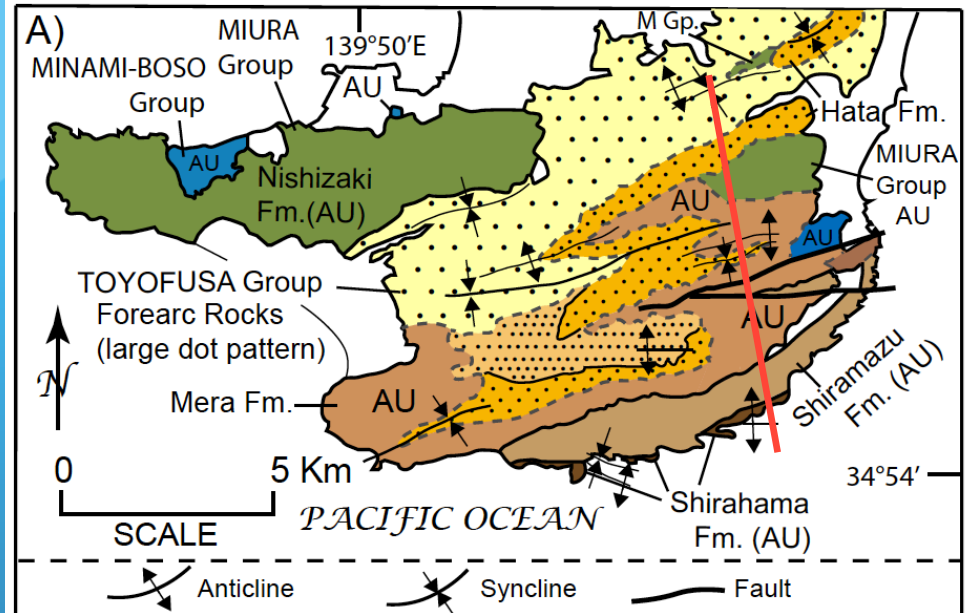 A)
MIURA
Group
139°50′E
M Gp.
MINAMI-BOSO
Group
AU
AU
Hata Fm.
Nishizaki
Fm.(AU)
MIURA
Group
AU
AU
AU
TOYOFUSA Group
Forearc Rocks
(large dot pattern)
AU
Mera Fm.
AU
Shiramazu
Fm. (AU)
N
0
5 Km
SCALE
34°54′
PACIFIC OCEAN
Shirahama
Fm. (AU)
Anticline
Syncline
Fault